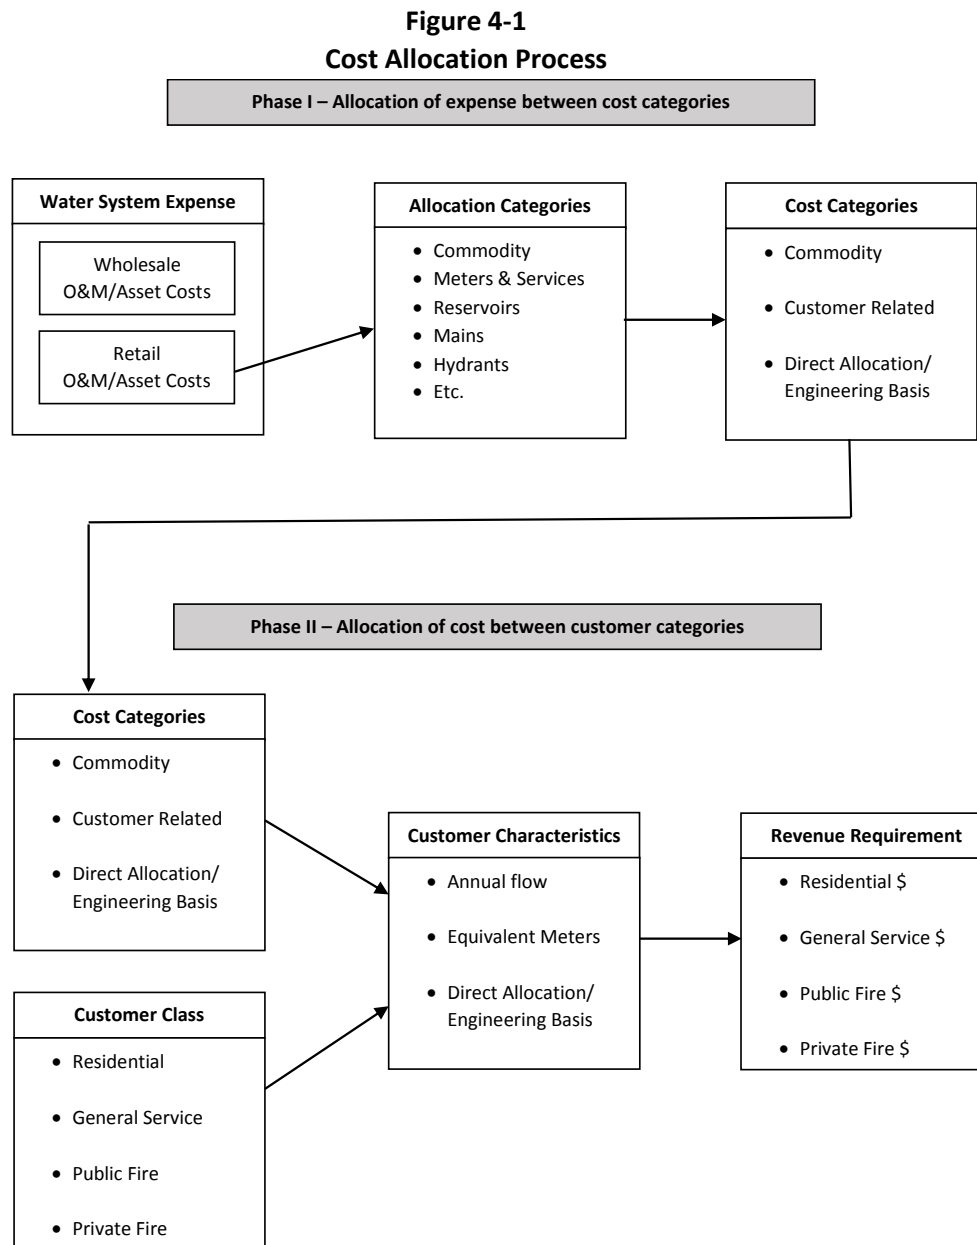 Figure 4-1
Cost Allocation Process
Phase I – Allocation of expense between cost categories
Water System Expense
Wholesale
O&M/Asset Costs
Retail
O&M/Asset Costs
Allocation Categories
• Commodity
• Meters & Services
• Reservoirs
• Mains
• Hydrants
• Etc.
Cost Categories
• Commodity
• Customer Related
• Direct Allocation/
Engineering Basis
Phase II – Allocation of cost between customer categories
Cost Categories
• Commodity
• Customer Related
• Direct Allocation/
Engineering Basis
Customer Class
• Residential
• General Service
• Public Fire
• Private Fire
Customer Characteristics
• Annual flow
• Equivalent Meters
• Direct Allocation/
Engineering Basis
Revenue Requirement
• Residential $
• General Service $
• Public Fire $
• Private Fire $